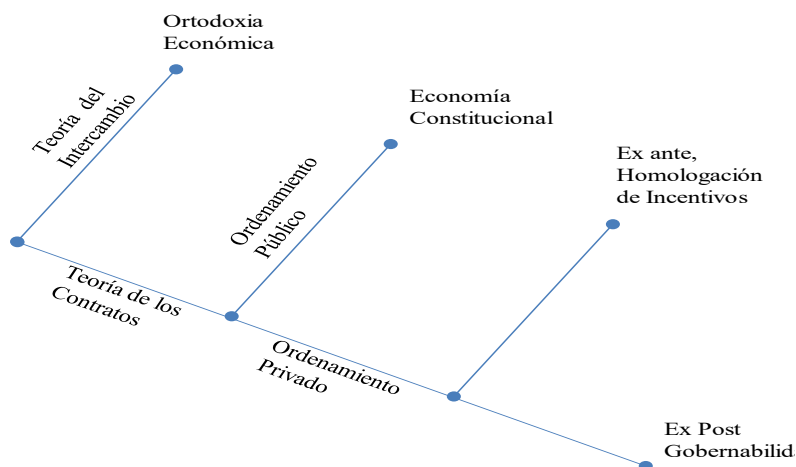 Ortodoxia
Económica
Teoría del
Intercambio
Economía
Constitucional
Ordenamiento
Público
Ex ante,
Homologación
de Incentivos
Teoría de los
Contratos
Ordenamiento
Privado
Ex Post
Gobernabilid